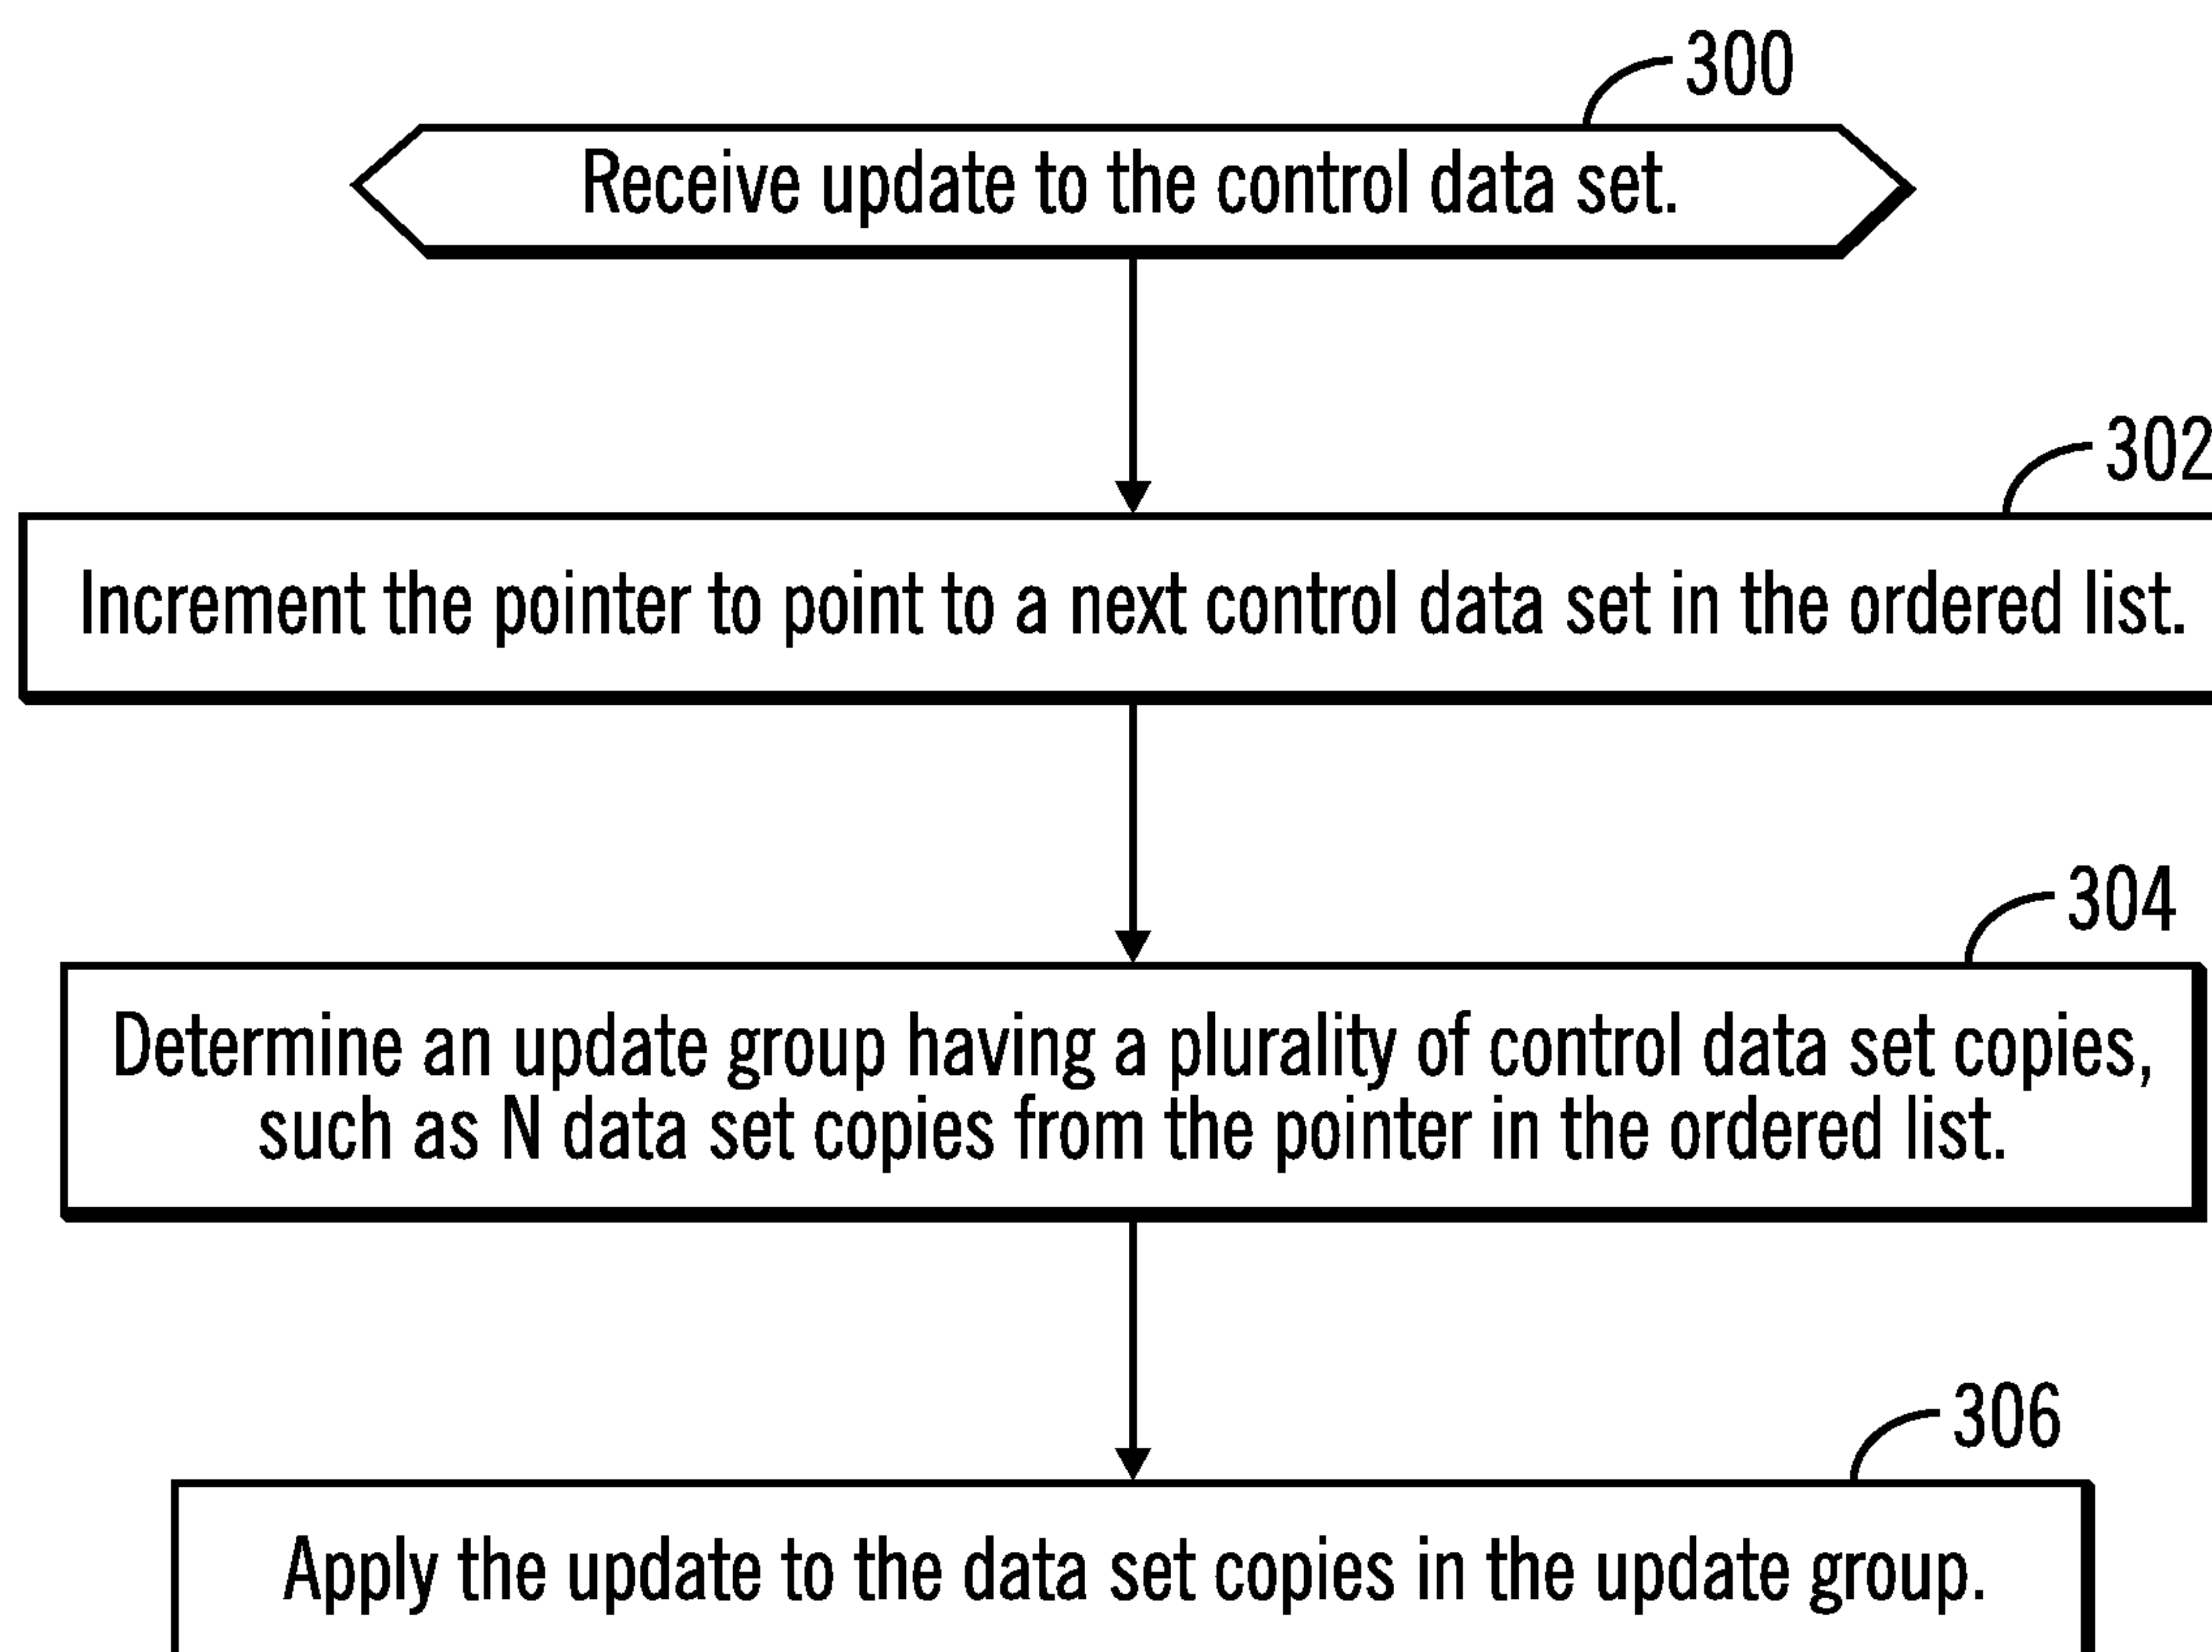 300
Receive update to the control data set.
302
Increment the pointer to point to a next control data set in the ordered list.
304
Determine an update group having a plurality of control data set copies,
such as N data set copies from the pointer in the ordered list.
306
Apply the update to the data set copies in the update group.